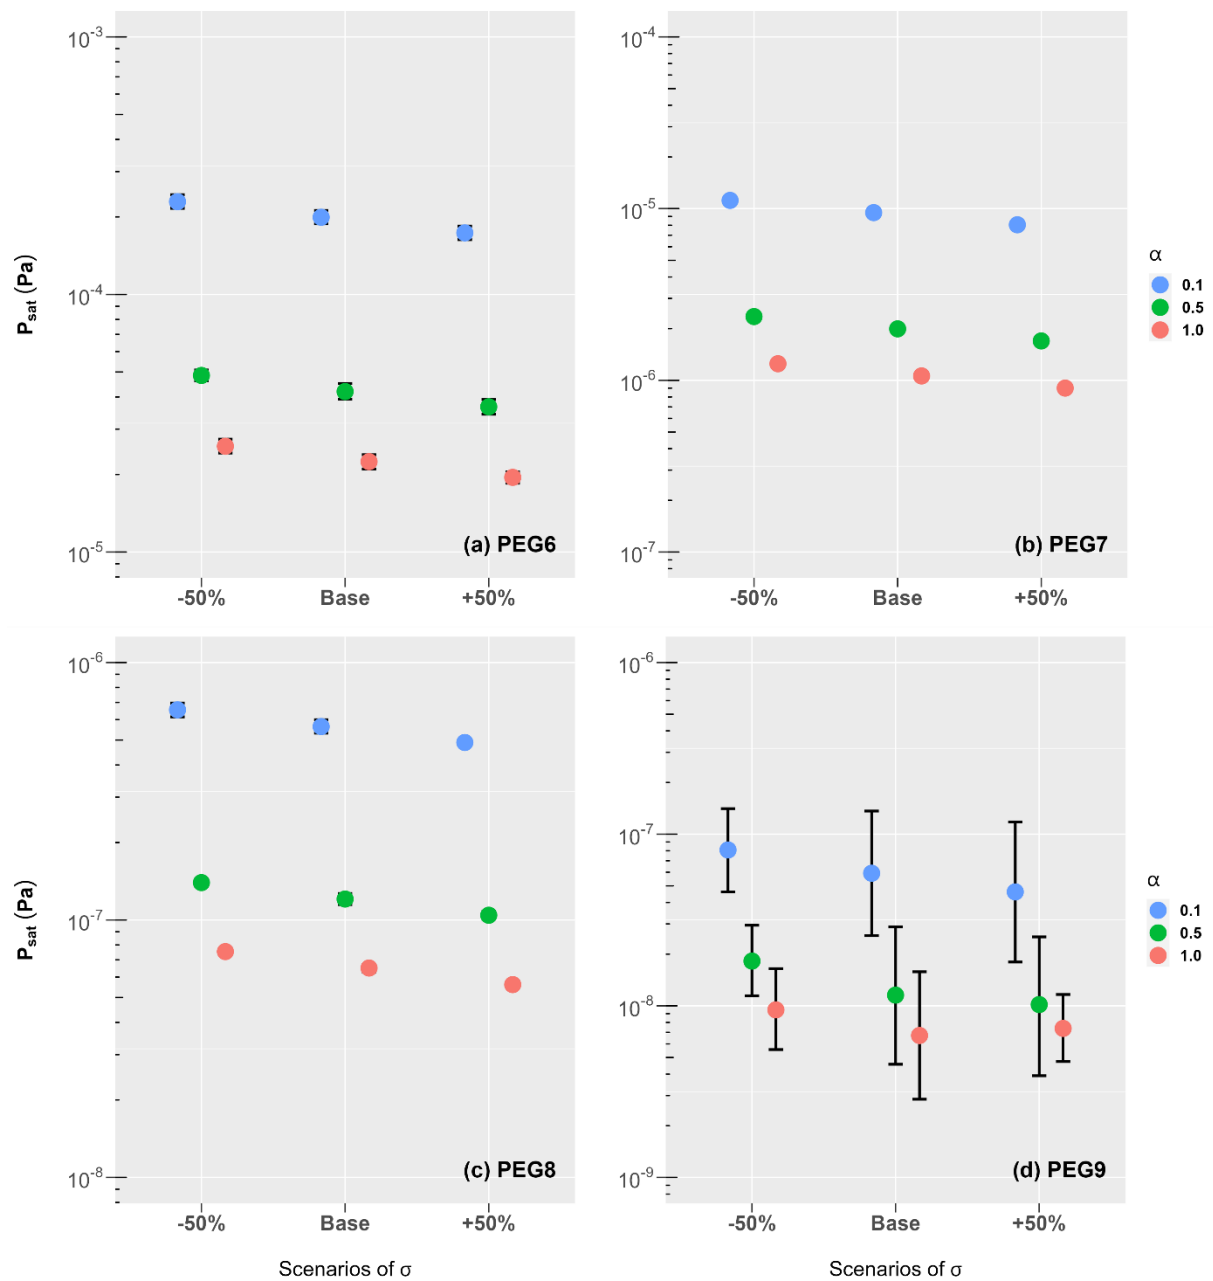 10-3
10-4
10-5
Psat (Pa)
(a) PEG6
-50% Base +50%
10-4
10-5
10-6
10-7
(b) PEG7
-50% Base +50%
α
0.1
0.5
1.0
10-6
10-7
10-8
Psat (Pa)
(c) PEG8
-50% Base +50%
Scenarios of σ
10-6
10-7
10-8
10-9
(d) PEG9
-50% Base +50%
Scenarios of σ
α
0.1
0.5
1.0